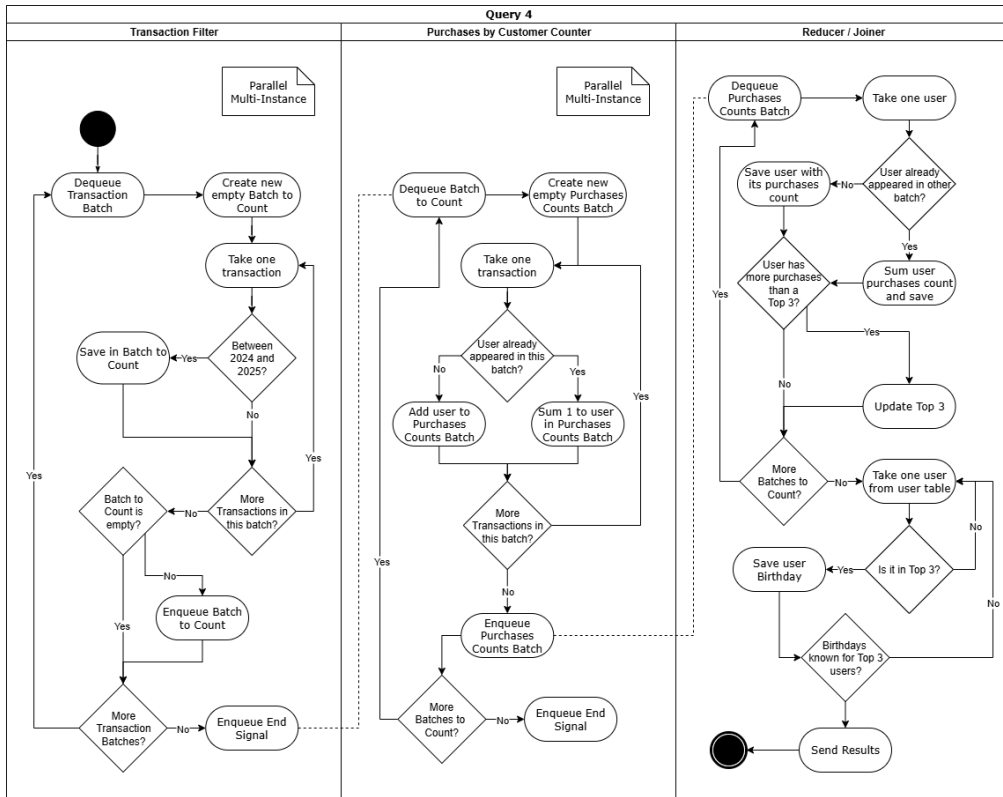 Query 4
Transaction Filter
Purchases by Customer Counter
Reducer / Joiner
Parallel
Multi-Instance
Dequeue
Transaction
Batch
Create new
empty Batch to
Count
Take one
transaction
Between
2024 and
2025?
Yes
Save in Batch to
Count
No
More
Transactions in
this batch?
Yes
No
Batch to
Count is
empty?
No
Enqueue Batch
to Count
Yes
More
Transaction
Batches?
Yes
No
Enqueue End
Signal
Parallel
Multi-Instance
Dequeue Batch
to Count
Create new
empty Purchases
Counts Batch
Take one
transaction
User already
appeared in this
batch?
No
Yes
Add user to
Purchases
Counts Batch
Sum 1 to user
in Purchases
Counts Batch
More
Transactions in
this batch?
Yes
No
Enqueue
Purchases
Counts Batch
More
Batches to
Count?
Yes
No
Enqueue End
Signal
Dequeue
Purchases
Counts Batch
Take one user
User already
appeared in other
batch?
No
Save user with
its purchases
count
Yes
Sum user
purchases count
and save
User has
more purchases
than a
Top 3?
Yes
Update Top 3
No
More
Batches to
Count?
Yes
No
Take one user
from user table
Is it in Top 3?
No
Yes
Save user
Birthday
Birthdays
known for Top 3
users?
No
Yes
Send Results